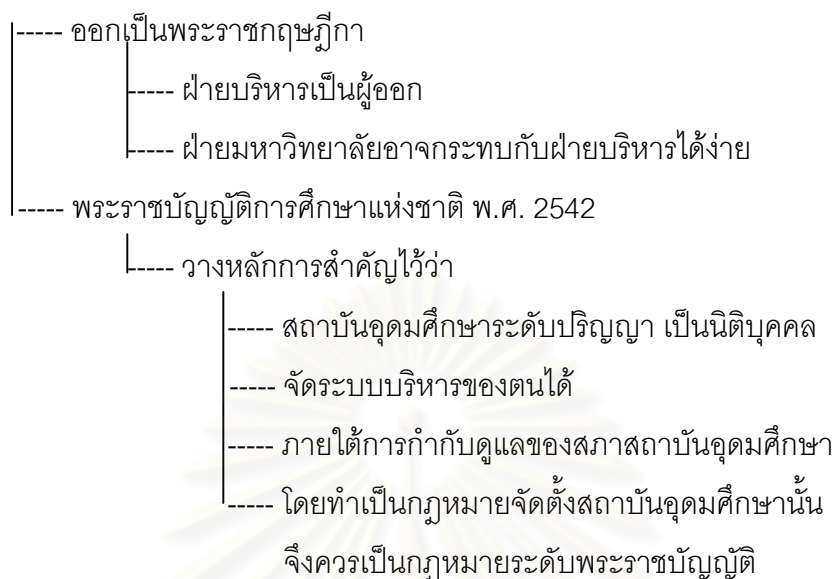 ----- ออกเป็นพระราชกฤษฎีกา
----- ฝ่ายบริหารเป็นผู้ออก
----- ฝ่ายมหาวิทยาลัยอาจกระทบกับฝ่ายบริหารได้ง่าย
----- พระราชบัญญัติการศึกษาแห่งชาติ พ.ศ. 2542
----- วางหลักการสำคัญไว้ว่า
----- สถาบันอุดมศึกษาระดับปริญญา เป็นนิติบุคคล
----- จัดระบบบริหารของตนได้
----- ภายใต้การกำกับดูแลของสภาสถาบันอุดมศึกษา
----- โดยทำเป็นกฎหมายจัดตั้งสถาบันอุดมศึกษานั้น
จึงควรเป็นกฎหมายระดับพระราชบัญญัติ